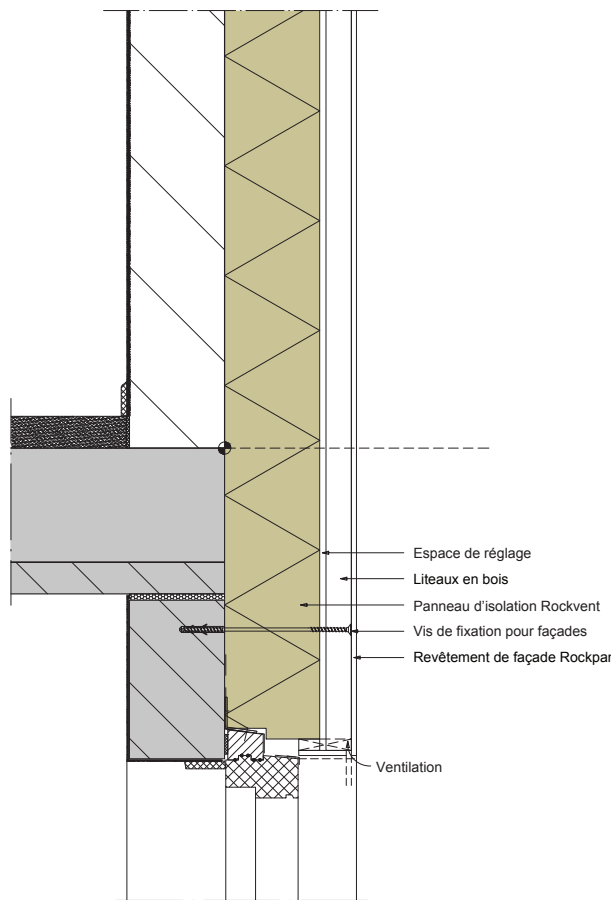 Espace de réglage
Liteaux en bois
Panneau d'isolation Rockvent
Vis de fixation pour façades
Revêtement de façade Rockpan
Ventilation